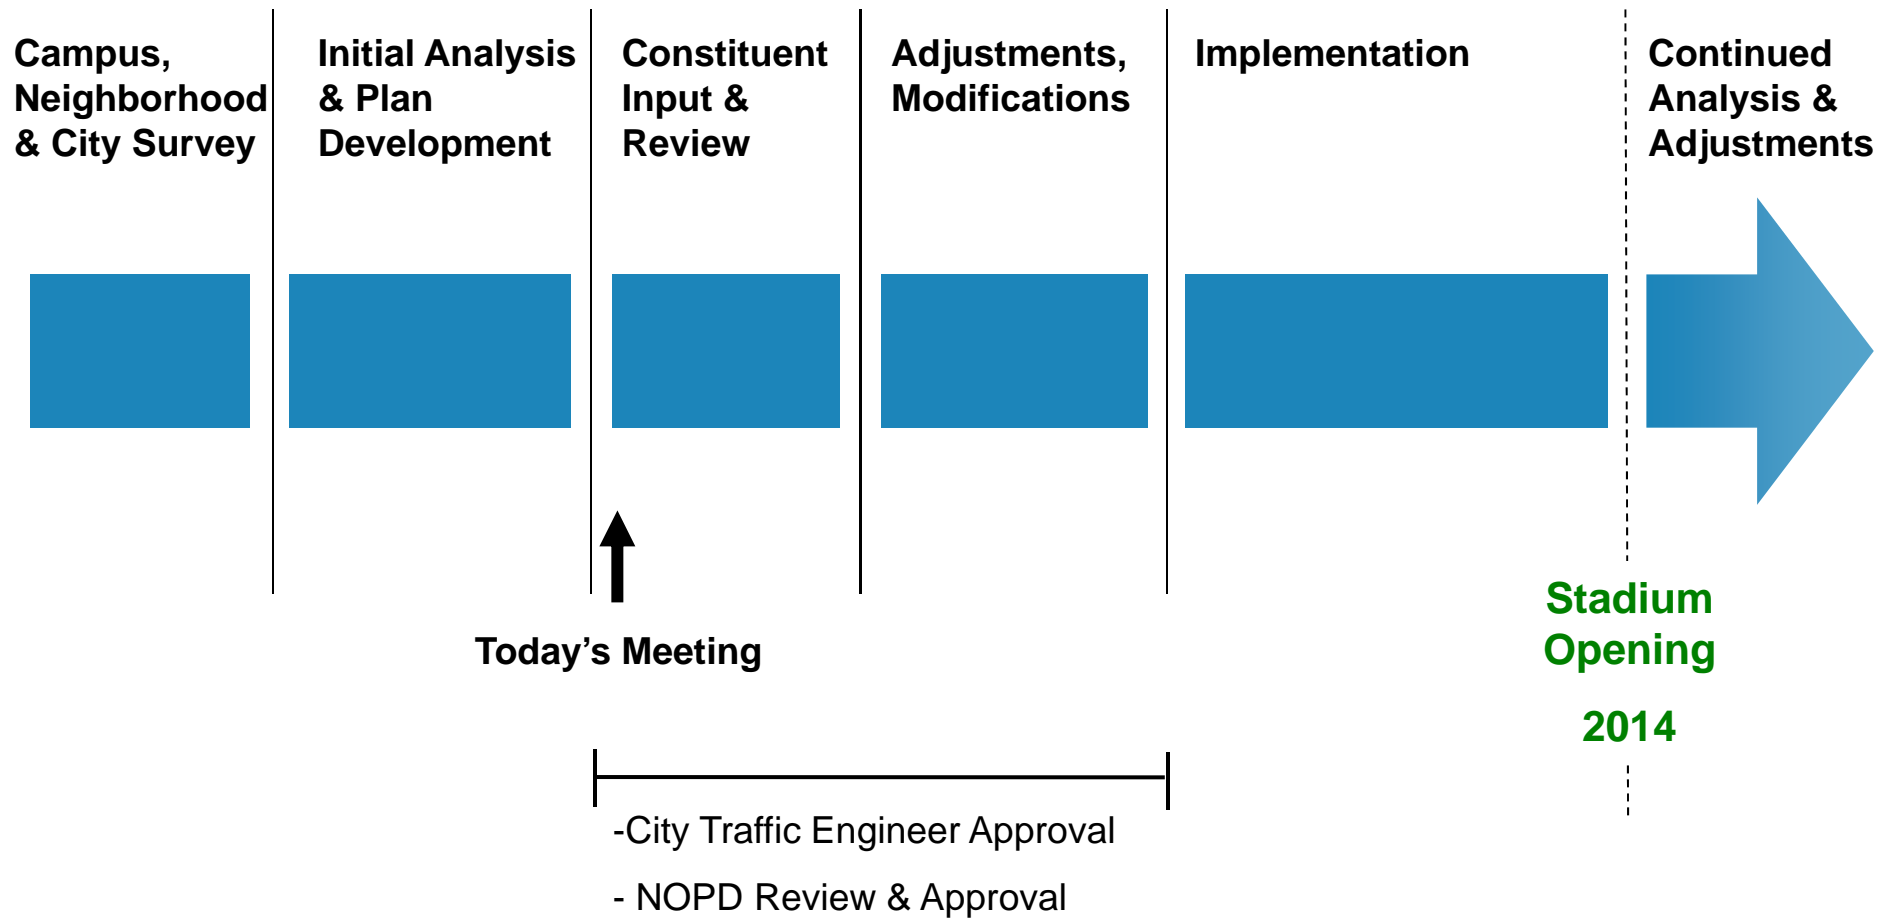 Campus,
Neighborhood
& City Survey
Initial Analysis
& Plan
Development
Constituent
Input &
Review
Adjustments,
Modifications
Implementation
Continued
Analysis &
Adjustments
Today’s Meeting
Stadium
Opening
2014
-City Traffic Engineer Approval
- NOPD Review & Approval